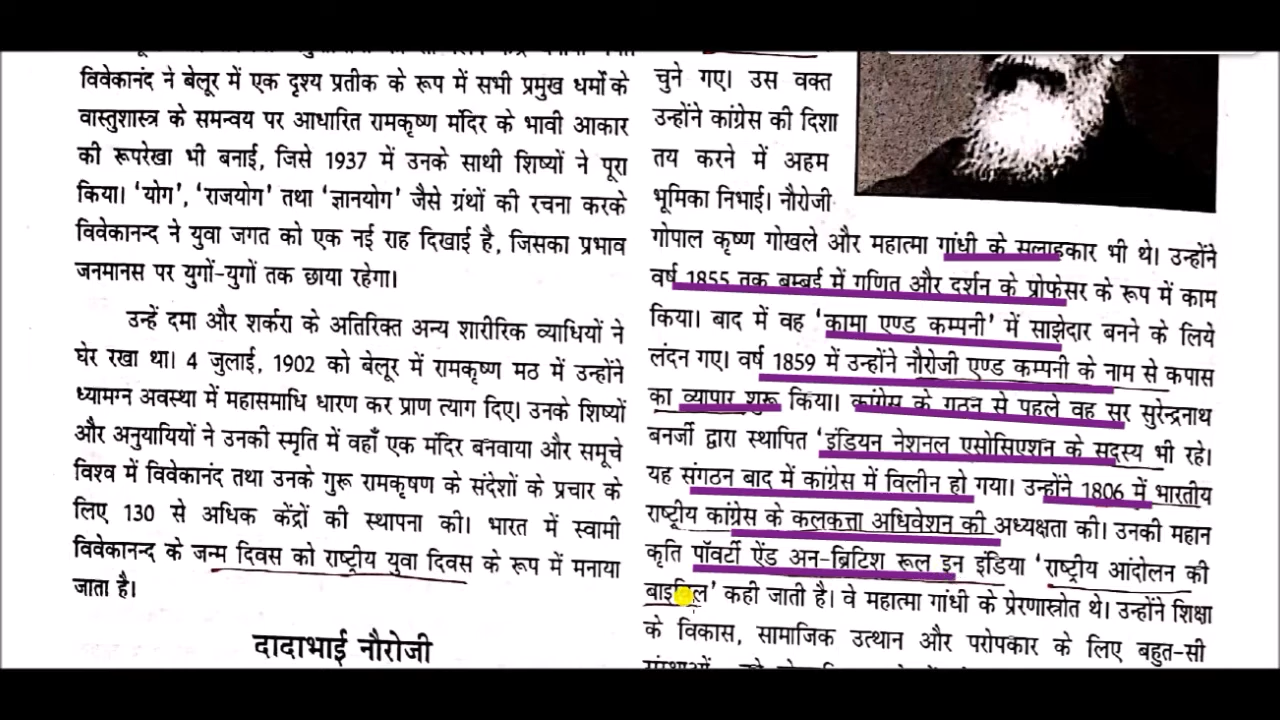 विवेकानंद ने बेलूर में एक दृश्य प्रतीक के रूप में सभी प्रमुख धर्मो के
वास्तुशास्त्र के समन्वय पर आधारित रामकृष्ण मंदिर के भावी आकार
की रूपरेखा भी बनाई, जिसे 1937 में उनके साथी शिष्यों ने पूरा
किया। ‘योग’, ‘राजयोग’ तथा ‘ज्ञानयोग’ जैसे ग्रंथों की रचना करके
विवेकानन्द ने युवा जगत को एक नई राह दिखाई है, जिसका प्रभाव
जनमानस पर युगों-युगों तक छाया रहेगा।
उन्हें दमा और शर्करा के अतिरिक्त अन्य शारीरिक व्याधियों ने
घेर रखा था। 4 जुलाई, 1902 को बेलूर में रामकृष्ण मठ में उन्होंने
ध्यामग्न अवस्था में महासमाधि धारण कर प्राण त्याग दिए। उनके शिष्यों
और अनुयायियों ने उनकी स्मृति में वहाँ एक मंदिर बनवाया और समूचे
विश्व में विवेकानंद तथा उनके गुरू रामकृषण के संदेशों के प्रचार के
लिए 130 से अधिक केंद्रों की स्थापना की। भारत में स्वामी
विवेकानन्द के जन्म दिवस को राष्ट्रीय युवा दिवस के रूप में मनाया
जाता है।
दादाभाई नौरोजी
चुने गए। उस वक्त
उन्होंने कांग्रेस की दिशा
तय करने में अहम
भूमिका निभाई। नौरोजी
गोपाल कृष्ण गोखले और महात्मा गांधी के सलाहकार भी थे। उन्होंने
वर्ष 1855 तक बम्बई में गणित और दर्शन के प्रोफेसर के रूप में काम
किया। बाद में वह ‘कामा एण्ड कम्पनी’ में साझेदार बनने के लिये
लंदन गए। वर्ष 1859 में उन्होंने नौरोजी एण्ड कम्पनी के नाम से कपास
का व्यापार शुरू किया। कांग्रेस के गठन से पहले वह सर सुरेन्द्रनाथ
बनर्जी द्वारा स्थापित ‘इंडियन नेशनल एसोसिएशन के सदस्य भी रहे।
यह संगठन बाद में कांग्रेस में विलीन हो गया। उन्होंने 1806 में भारतीय
राष्ट्रीय कांग्रेस के कलकत्ता अधिवेशन की अध्यक्षता की। उनकी महान
कृति पॉवर्टी ऐंड अन-ब्रिटिश रूल इन इंडिया ‘राष्ट्रीय आंदोलन की
बाइबिल’ कही जाती है। वे महात्मा गांधी के प्रेरणास्रोत थे। उन्होंने शिक्षा
के विकास, सामाजिक उत्थान और परोपकार के लिए बहुत-सी